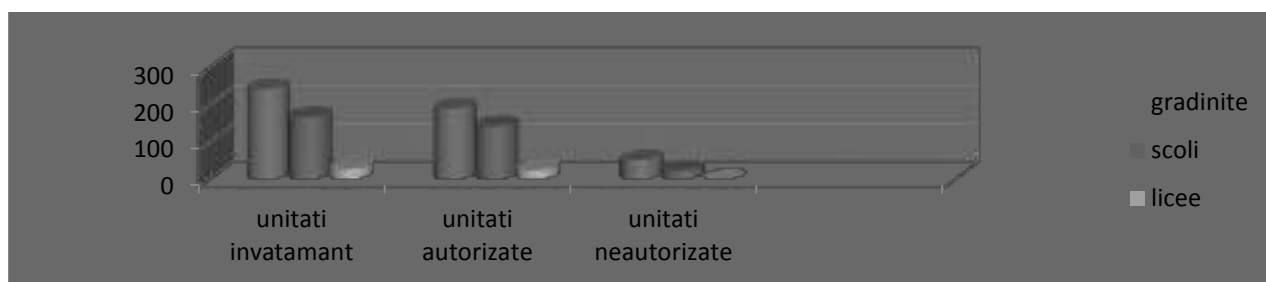 300
200
100
0
unitati
invatamant
unitati
autorizate
unitati
neautorizate
gradinite
scoli
licee